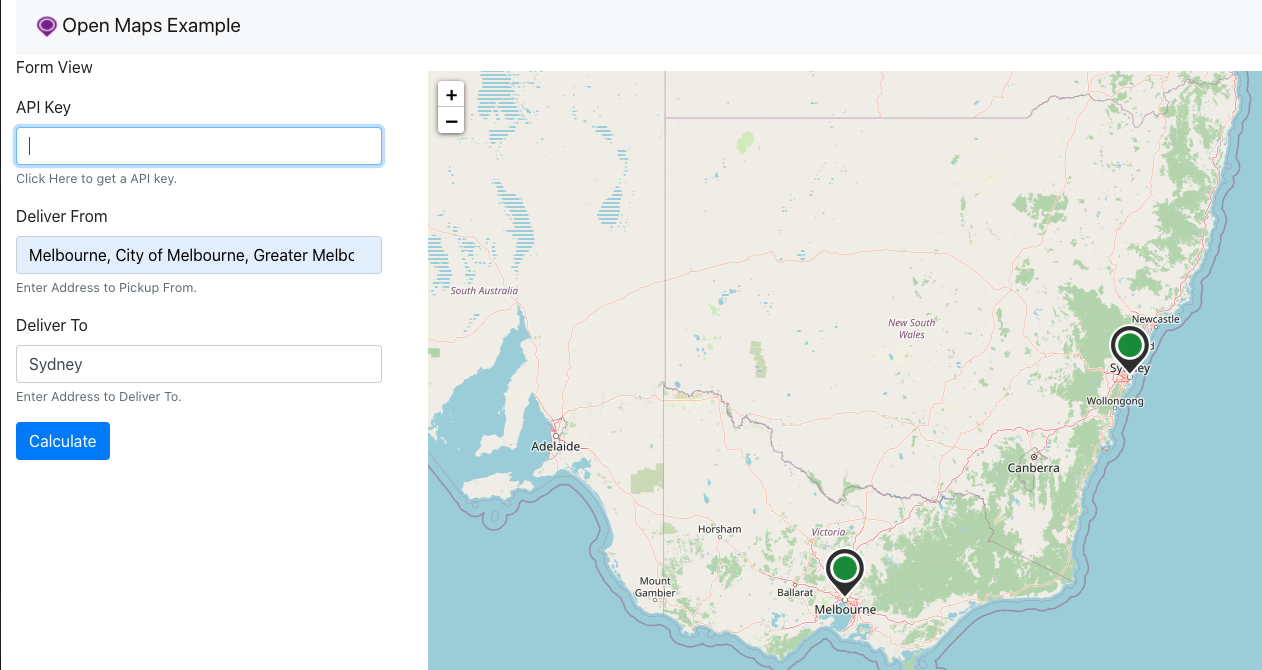 Open Maps Example
Form View
API Key
Click Here to get a API key.
Deliver From
Melbourne, City of Melbourne, Greater Melbc
Enter Address to Pickup From.
Deliver To
Sydney
Enter Address to Deliver To.
Calculate
+
−
South Australia
New South
Wales
Newcastle
Sydney
Wollongong
Adelaide
Canberra
Horsham
Victoria
Mount
Gambier
Ballarat
Melbourne